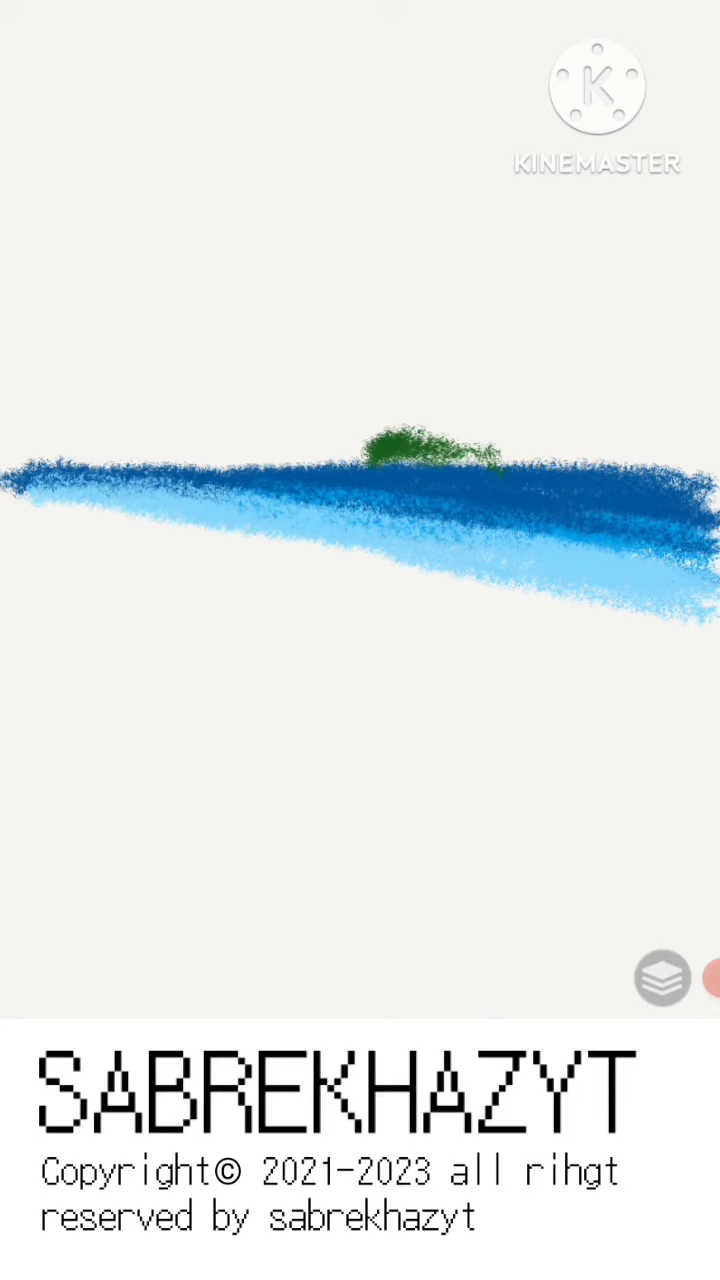 K
KINEMASTER
SABREKHAZYT
Copyright© 2021-2023 all rihgt
reserved by sabrekhazyt